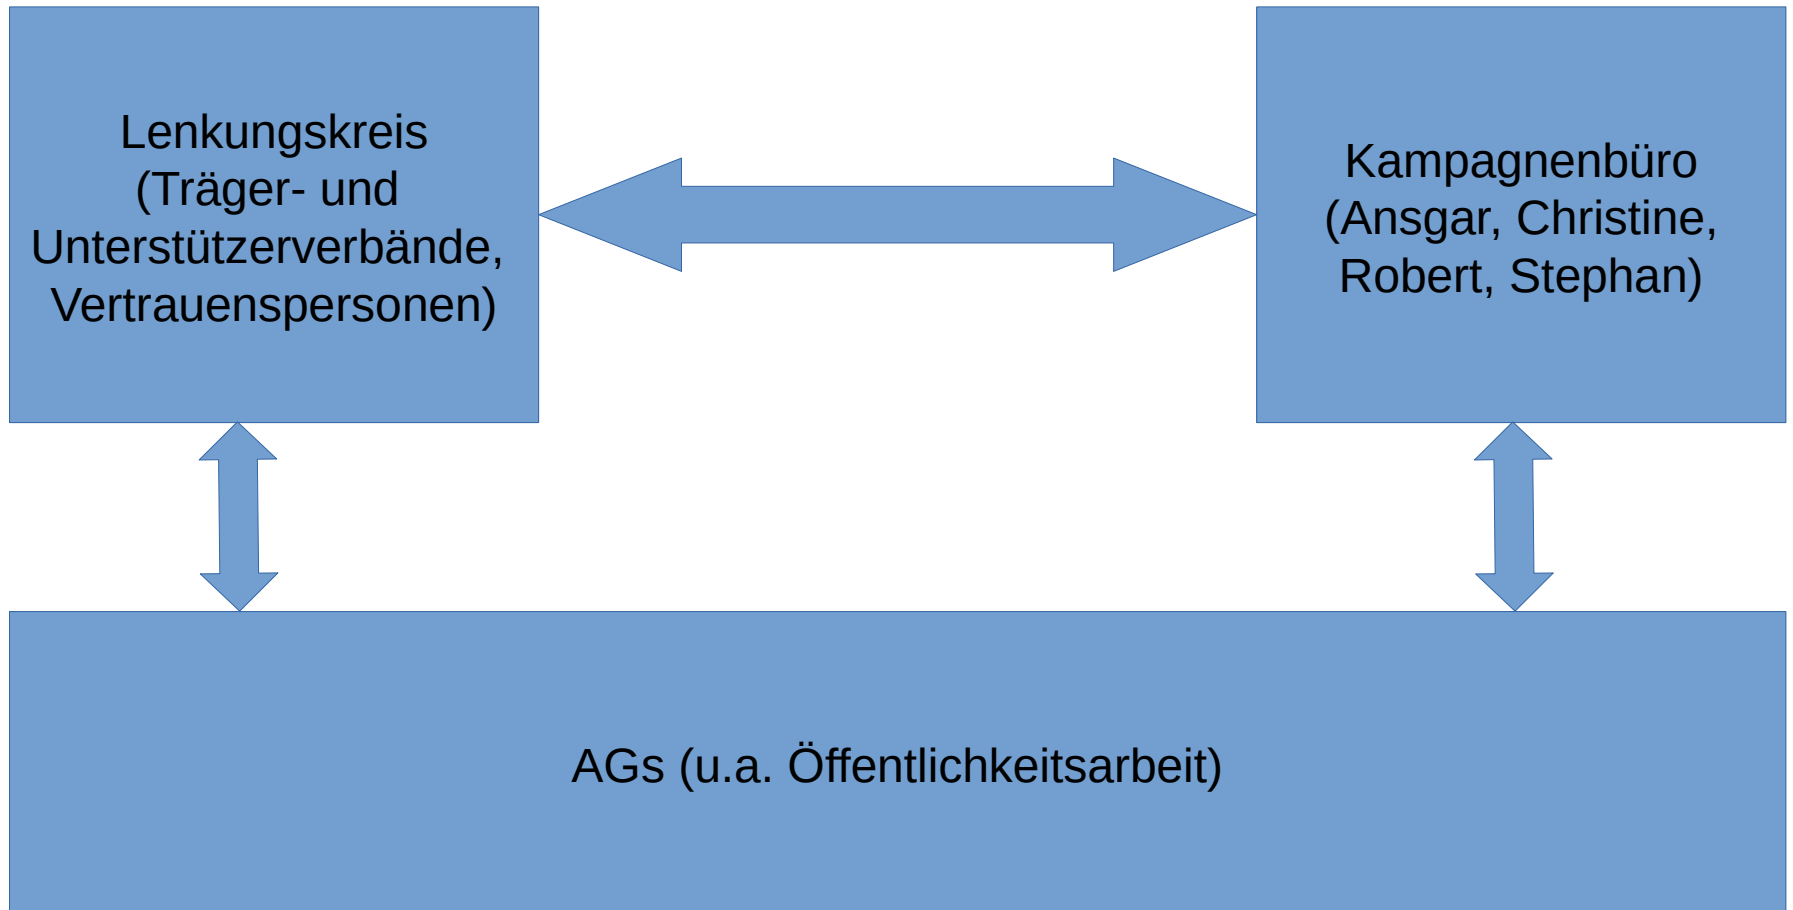 Lenkungskreis
(Träger- und
Unterstützerverbände,
Vertrauenspersonen)
Kampagnenbüro
(Ansgar, Christine,
Robert, Stephan)
AGs (u.a. Öffentlichkeitsarbeit)